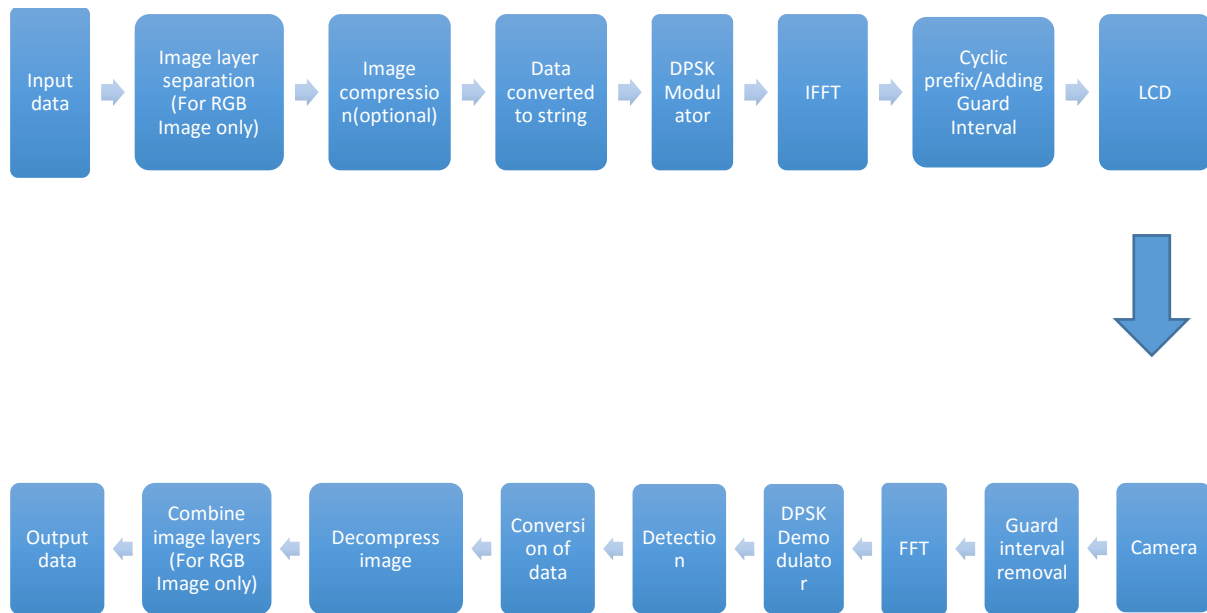 Input
data
Image layer
separation
(For RGB
Image only)
Image
compressio
n(optional)
Data
converted
to string
DPSK
Modul
ator
IFFT
Cyclic
prefix/Adding
Guard
Interval
LCD
Output
data
Combine
image layers
(For RGB
Image only)
Decompress
image
Conversi
on of
data
Detectio
n
DPSK
Demo
dulato
r
FFT
Guard
interval
removal
Camera